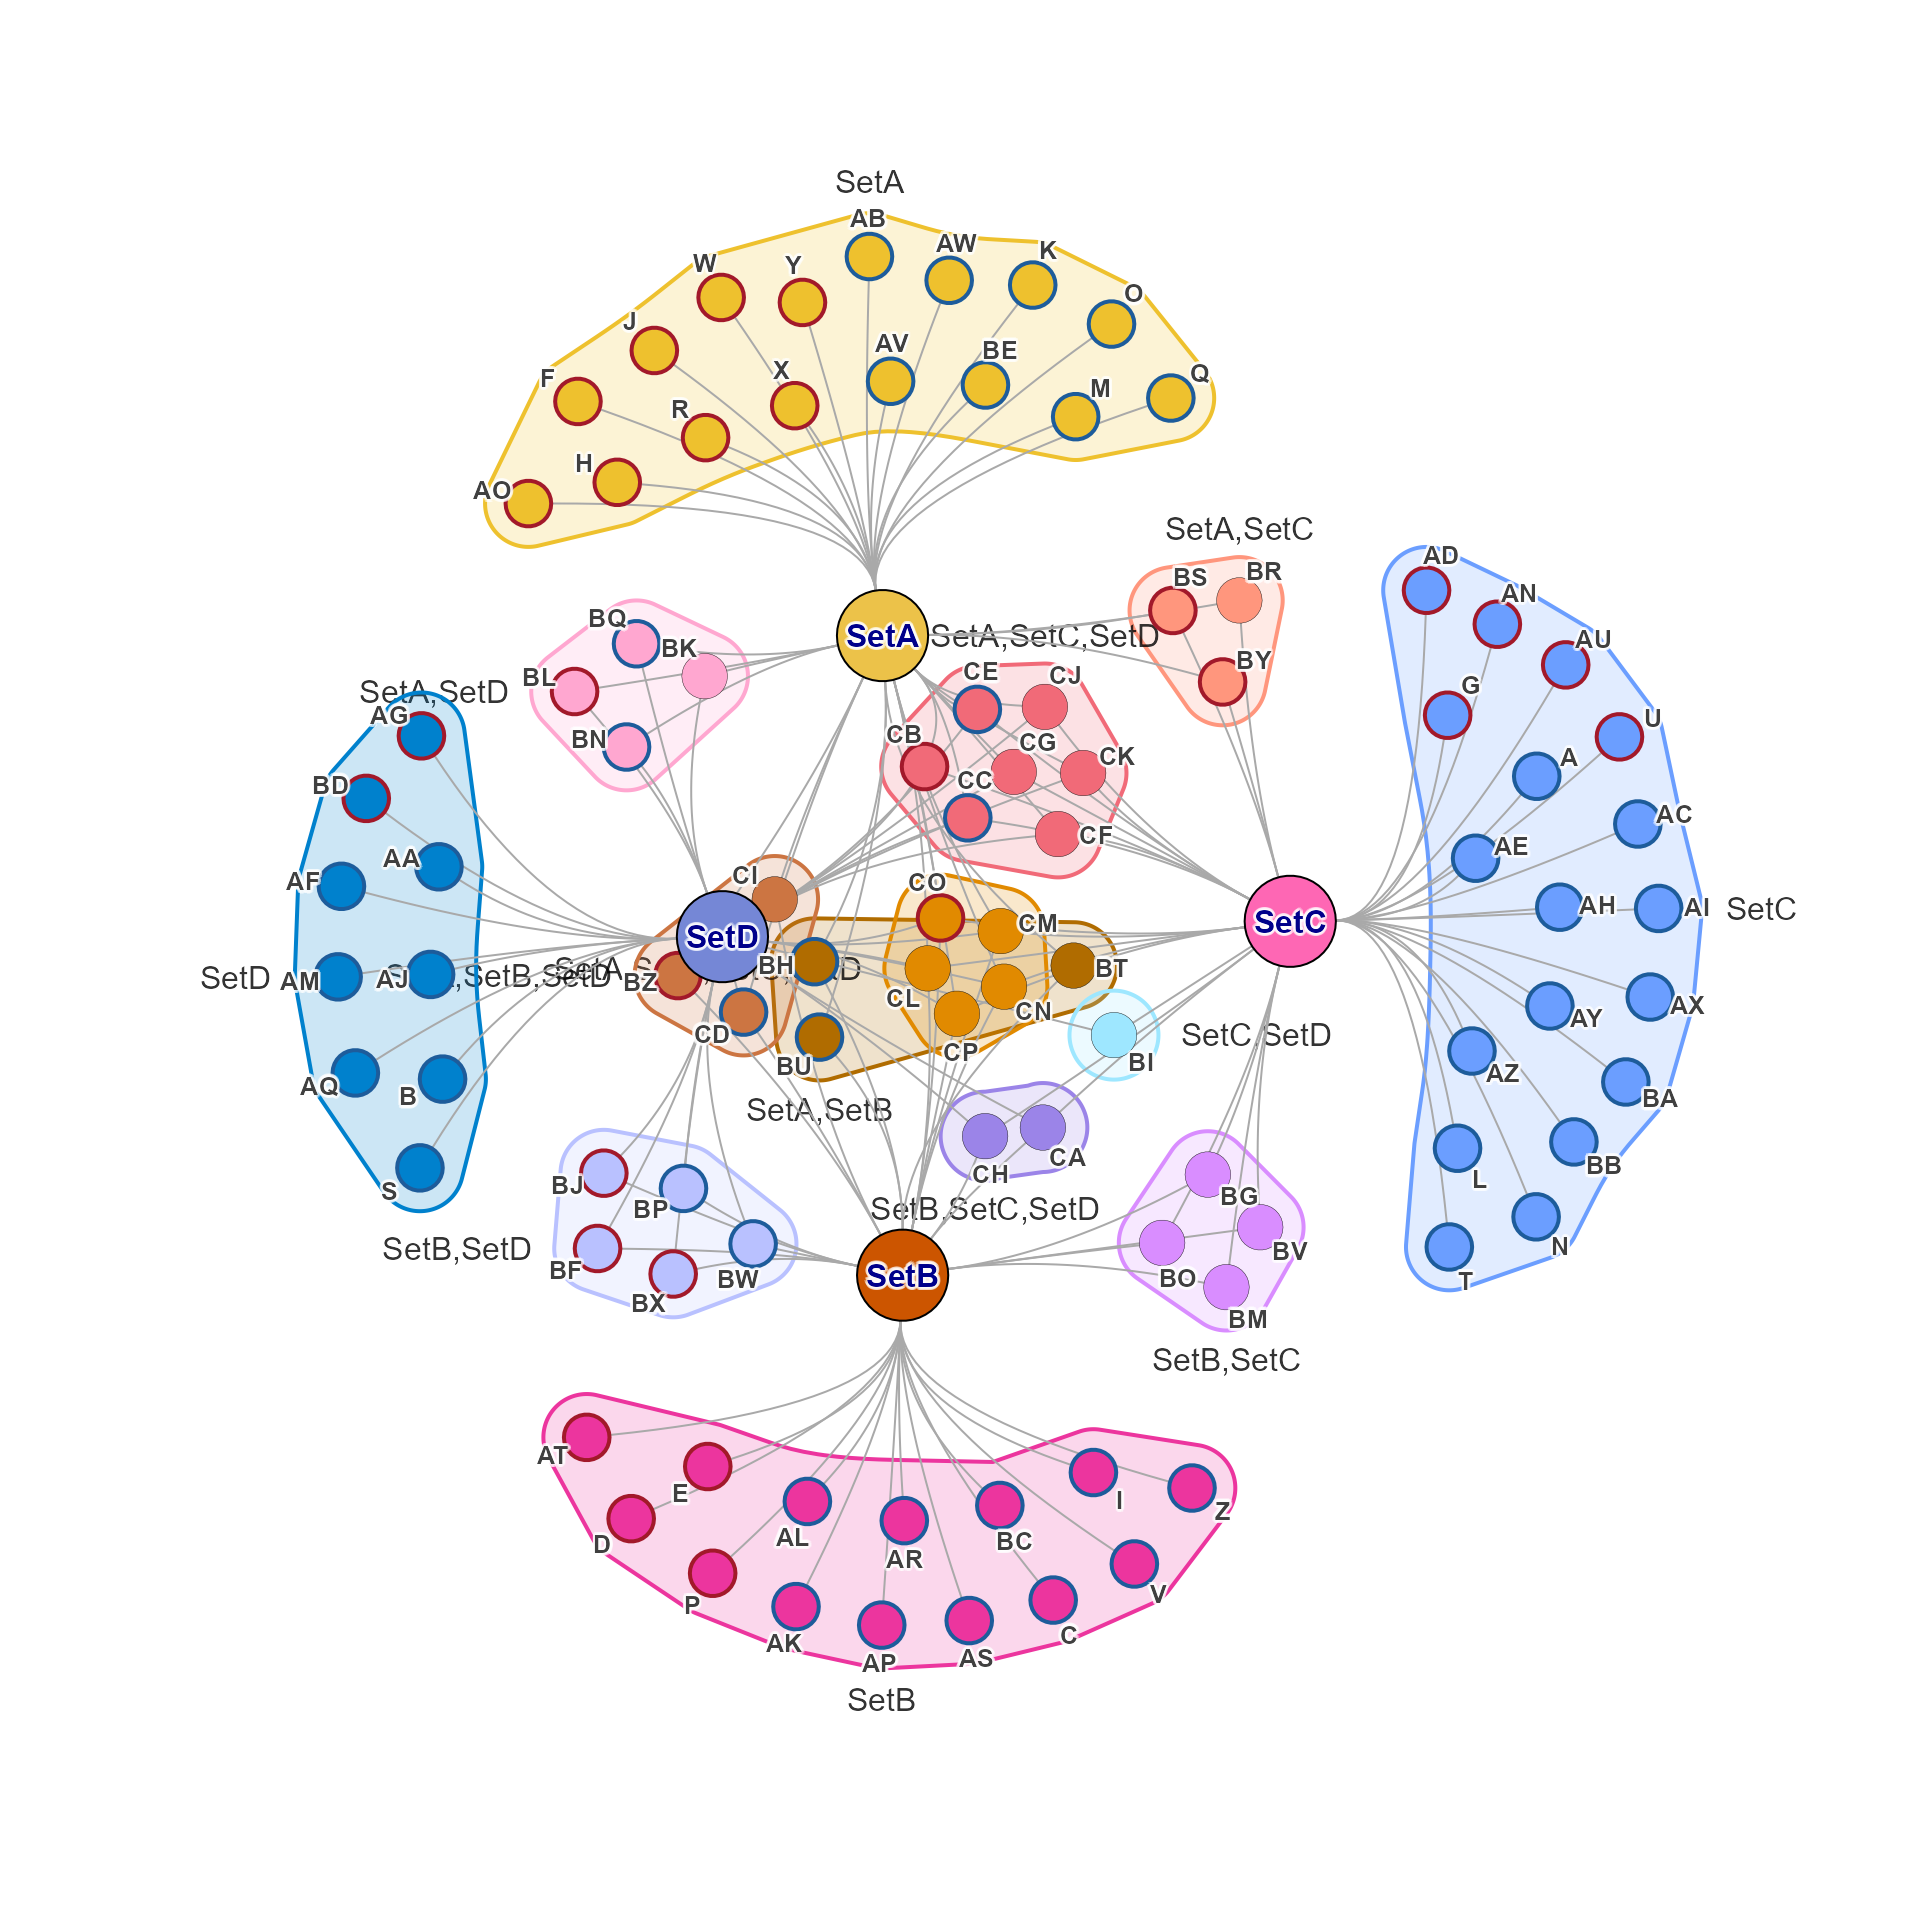 SetA
AB
AW
K
W
Y
O
J
AV
BE
X
Q
F
M
R
H
AO
SetA,SetC
AD
BS
BR
AN
BQ
SetA
SetA,SetC,SetD
AU
BK
BY
CE
CJ
BL
G
SetA,SetD
AG
U
BN
CB
CG
CK
A
BD
CC
AC
CF
AE
AA
CI
AF
CO
AH
AI
SetC
CM
SetC
SetD
BH
BT
SetD
AM
AJ
BZ
CL
CN
AX
AY
CD
SetC,SetD
CP
BI
BU
AZ
AQ
B
BA
SetA,SetB
CA
CH
BB
L
BJ
S
BG
BP
SetB,SetC,SetD
SetB,SetD
BV
N
BF
SetB
BW
BO
T
BX
BM
SetB,SetC
AT
E
I
Z
D
AL
BC
AR
V
P
C
AK
AP
AS
SetB